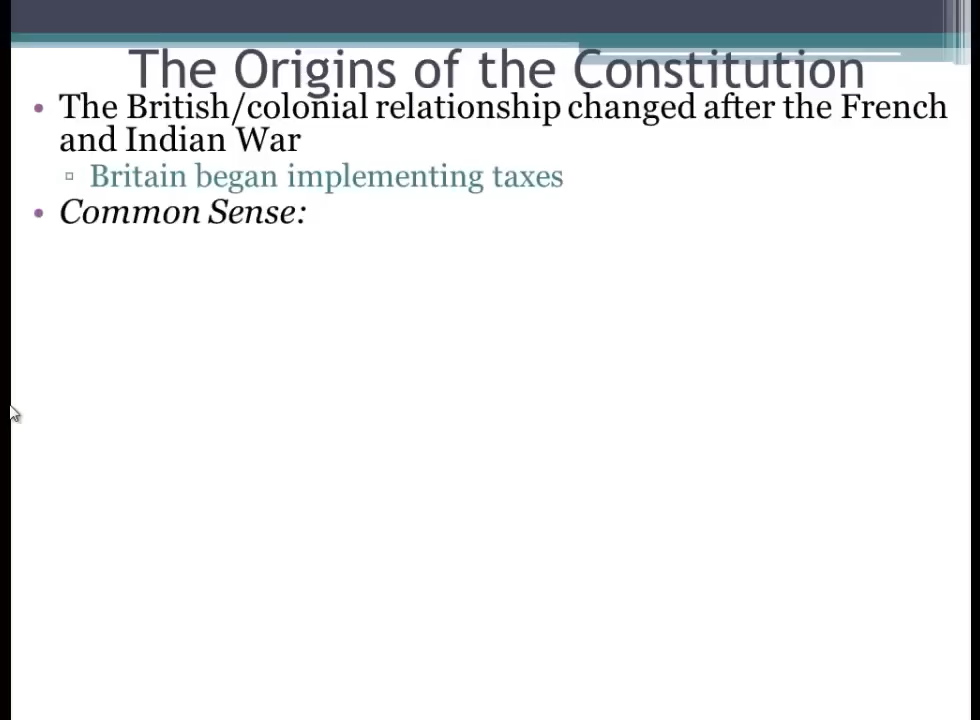 The Origins of the Constitution
• The British/colonial relationship changed after the French
and Indian War
▫ Britain began implementing taxes
• Common Sense: